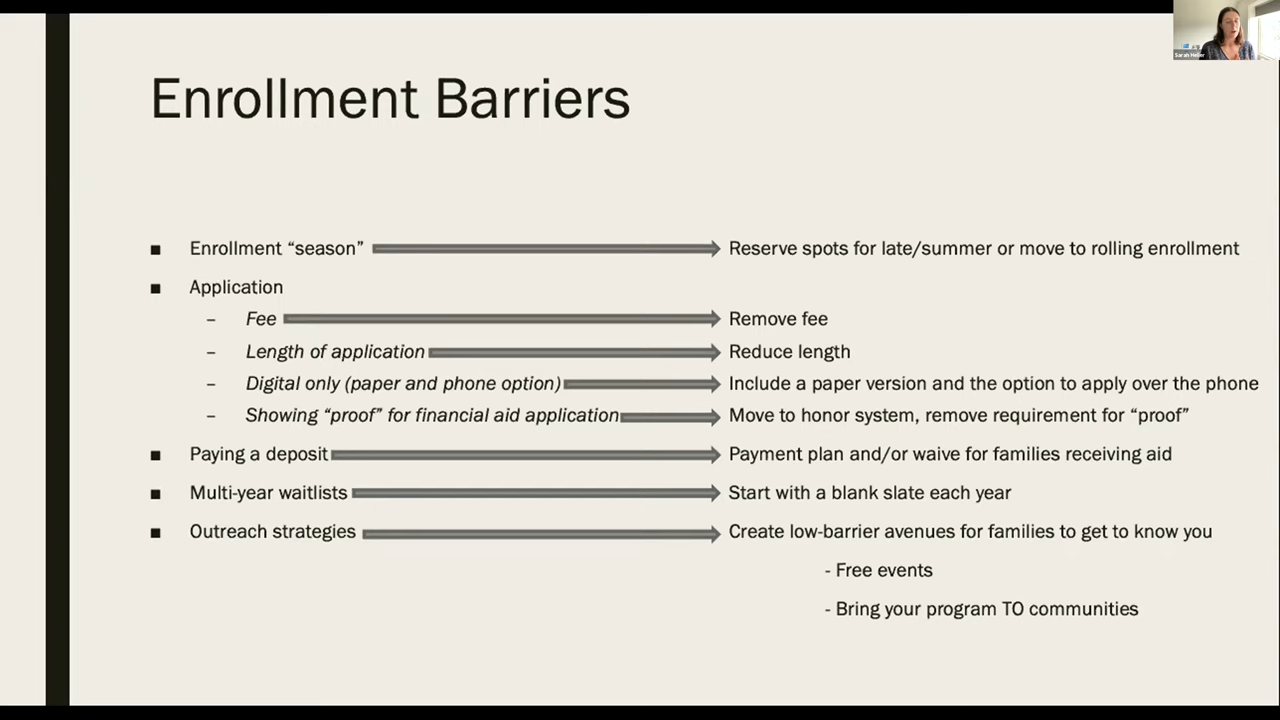 Enrollment Barriers
Sarah Heller
■ Enrollment “season” Reserve spots for late/summer or move to rolling enrollment
■ Application
– Fee Remove fee
– Length of application Reduce length
– Digital only (paper and phone option) Include a paper version and the option to apply over the phone
– Showing “proof” for financial aid application Move to honor system, remove requirement for “proof”
■ Paying a deposit Payment plan and/or waive for families receiving aid
■ Multi-year waitlists Start with a blank slate each year
■ Outreach strategies Create low-barrier avenues for families to get to know you
- Free events
- Bring your program TO communities